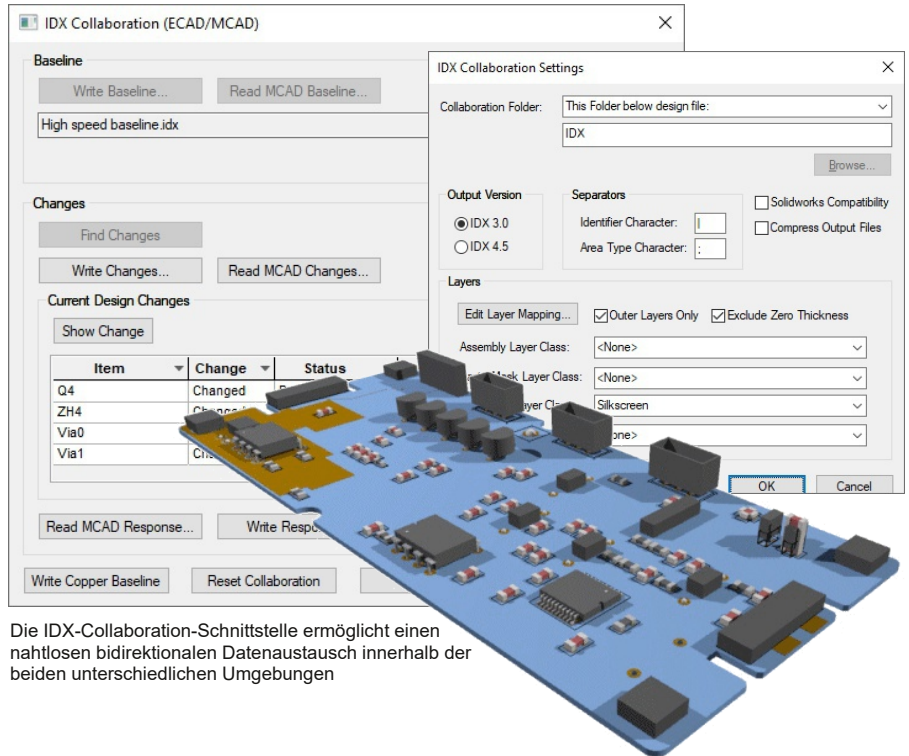 IDX Collaboration (ECAD/MCAD)
Baseline
Write Baseline...
Read MCAD Baseline...
High speed baseline.idx
Changes
Find Changes
Write Changes...
Read MCAD Changes...
Current Design Changes
Show Change
Item Change Status
Q4 Changed
ZH4
Via0
Via1
Read MCAD Response...
Write Copper Baseline
Reset Collaboration
IDX Collaboration Settings
Collaboration Folder: This Folder below design file:
IDX
Browse...
Output Version
IDX 3.0
IDX 4.5
Separators
Identifier Character: |
Area Type Character: ;
Solidworks Compatibility
Compress Output Files
Layers
Edit Layer Mapping...
Outer Layers Only
Exclude Zero Thickness
Assembly Layer Class: <None>
Mask Layer Class: <None>
Silkscreen
OK
Cancel
Die IDX-Collaboration-Schnittstelle ermöglicht einen
nahtlosen bidirektionalen Datenaustausch innerhalb der
beiden unterschiedlichen Umgebungen